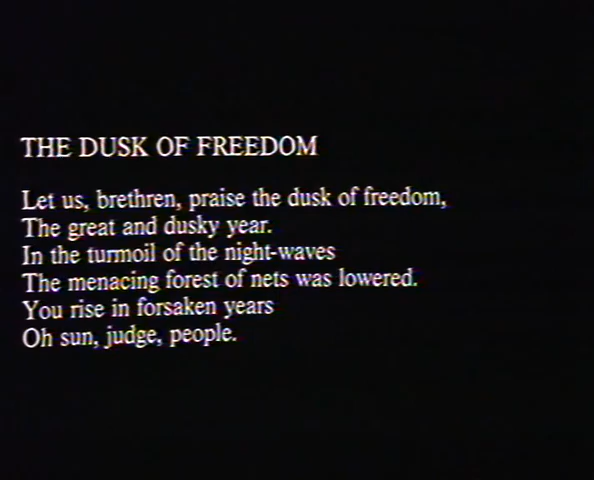 THE DUSK OF FREEDOM
Let us, brethren, praise the dusk of freedom,
The great and dusky year.
In the turmoil of the night-waves
The menacing forest of nets was lowered.
You rise in forsaken years
Oh sun, judge, people.